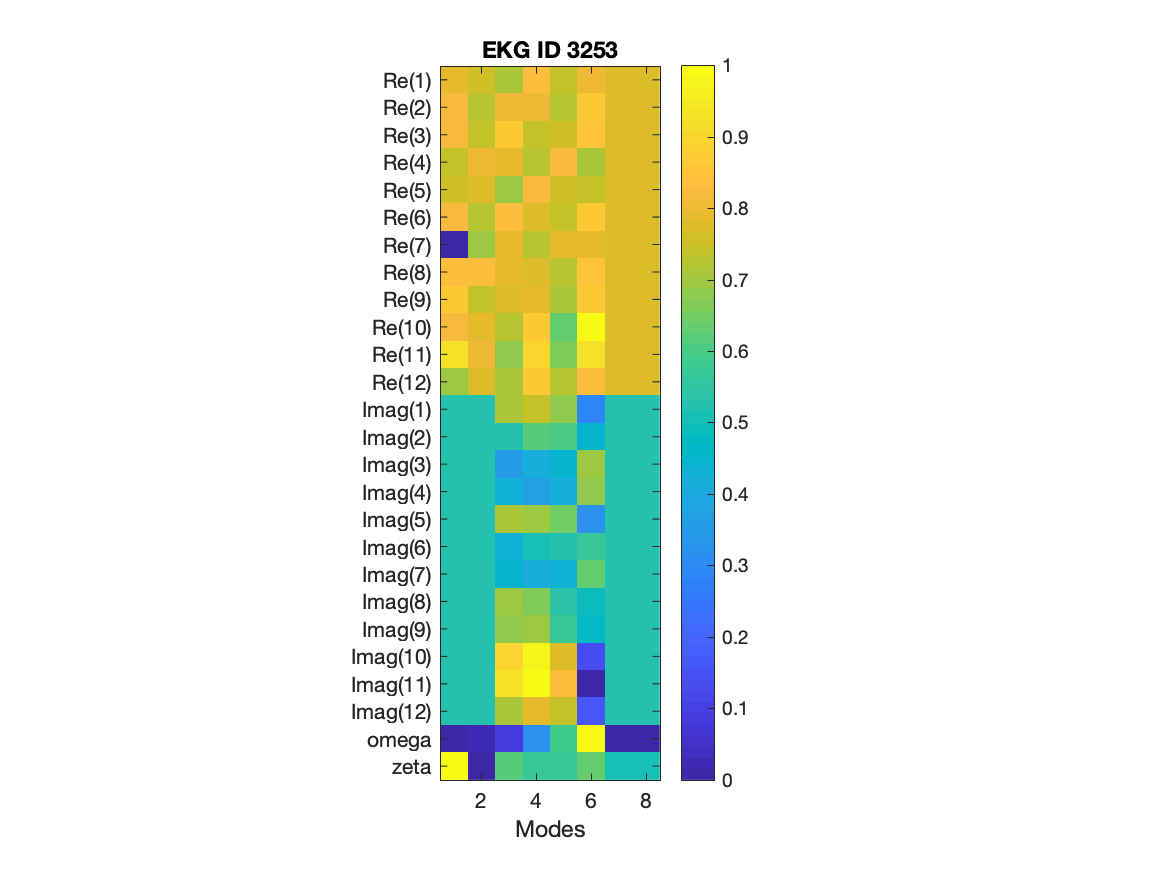 EKG ID 3253
Re(1)
Re(2)
Re(3)
Re(4)
Re(5)
Re(6)
Re(7)
Re(8)
Re(9)
Re(10)
Re(11)
Re(12)
Imag(1)
Imag(2)
Imag(3)
Imag(4)
Imag(5)
Imag(6)
Imag(7)
Imag(8)
Imag(9)
Imag(10)
Imag(11)
Imag(12)
omega
zeta
2 4 6 8
Modes
1
0.9
0.8
0.7
0.6
0.5
0.4
0.3
0.2
0.1
0